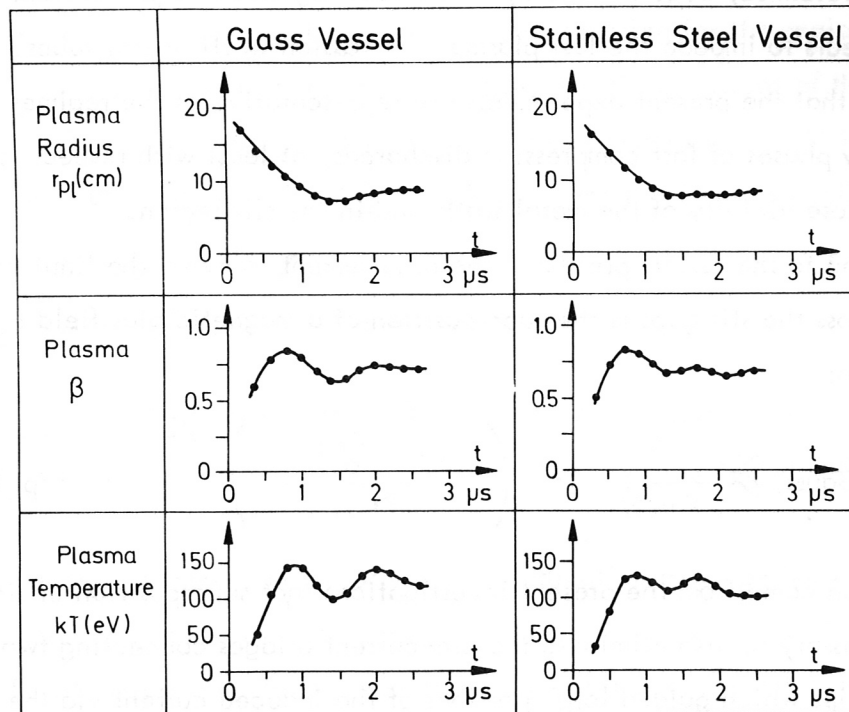 Glass Vessel
Stainless Steel Vessel
Plasma
Radius
rpl(cm)
20
10
0
0 1 2 3
t
μs
20
10
0
0 1 2 3
t
μs
Plasma
β
1.0
0.5
0
0 1 2 3
t
μs
1.0
0.5
0
0 1 2 3
t
μs
Plasma
Temperature
kT(eV)
150
100
50
0
0 1 2 3
t
μs
150
100
50
0
0 1 2 3
t
μs